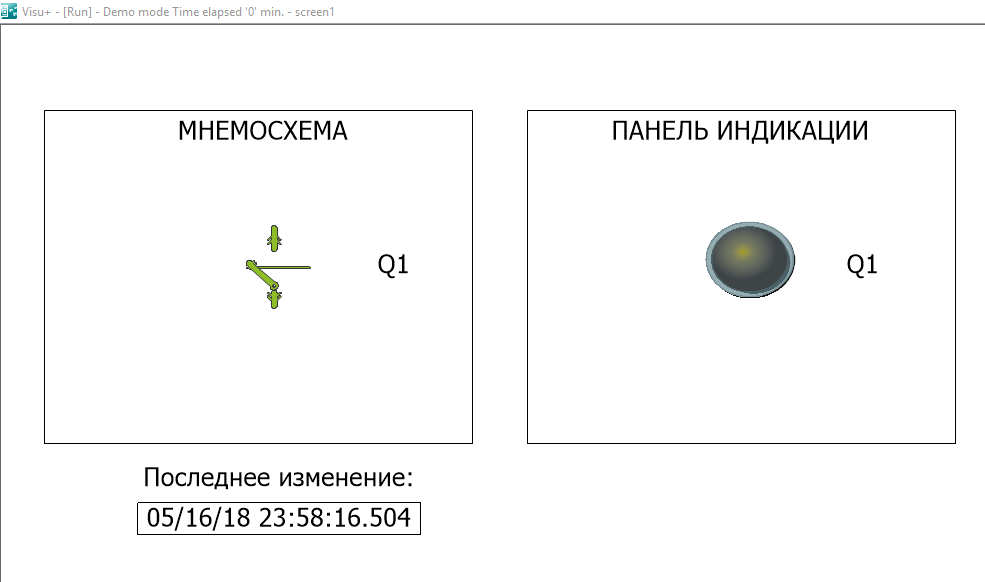 Visu+ - [Run] - Demo mode Time elapsed '0' min. - screen1
МНЕМОСХЕМА
Q1
ПАНЕЛЬ ИНДИКАЦИИ
Q1
Последнее изменение:
05/16/18 23:58:16.504